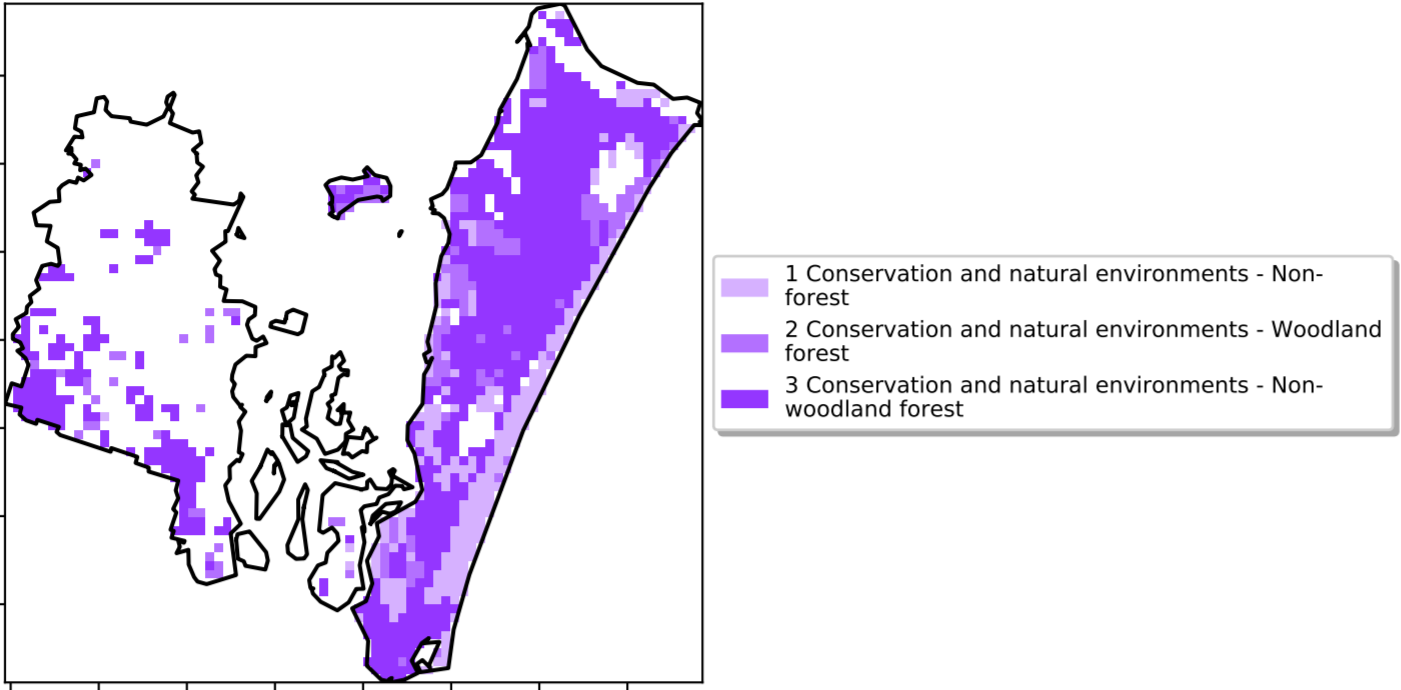 1 Conservation and natural environments - Non-
forest
2 Conservation and natural environments - Woodland
forest
3 Conservation and natural environments - Non-
woodland forest